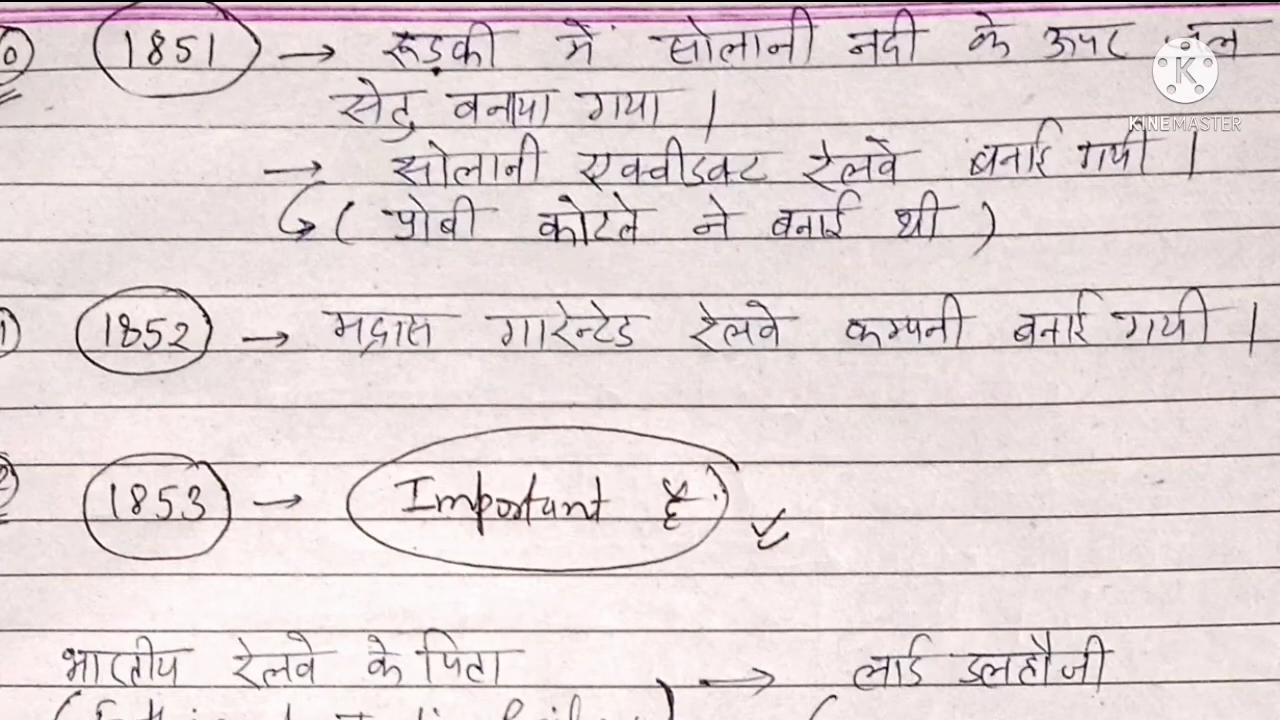 1851 → रूड़की में सोलानी नदी के ऊपर जल
सेतु बनाया गया ।
→ सोलानी एक्वीडक्ट रेलवे बनाई गयी ।
( प्रोबी कोटले ने बनाई थी )
1852 → मद्रास गारेन्टेड रेलवे कम्पनी बनाई गयी ।
1853 → Important है
भारतीय रेलवे के पिता → लार्ड डलहौजी
KINEMASTER